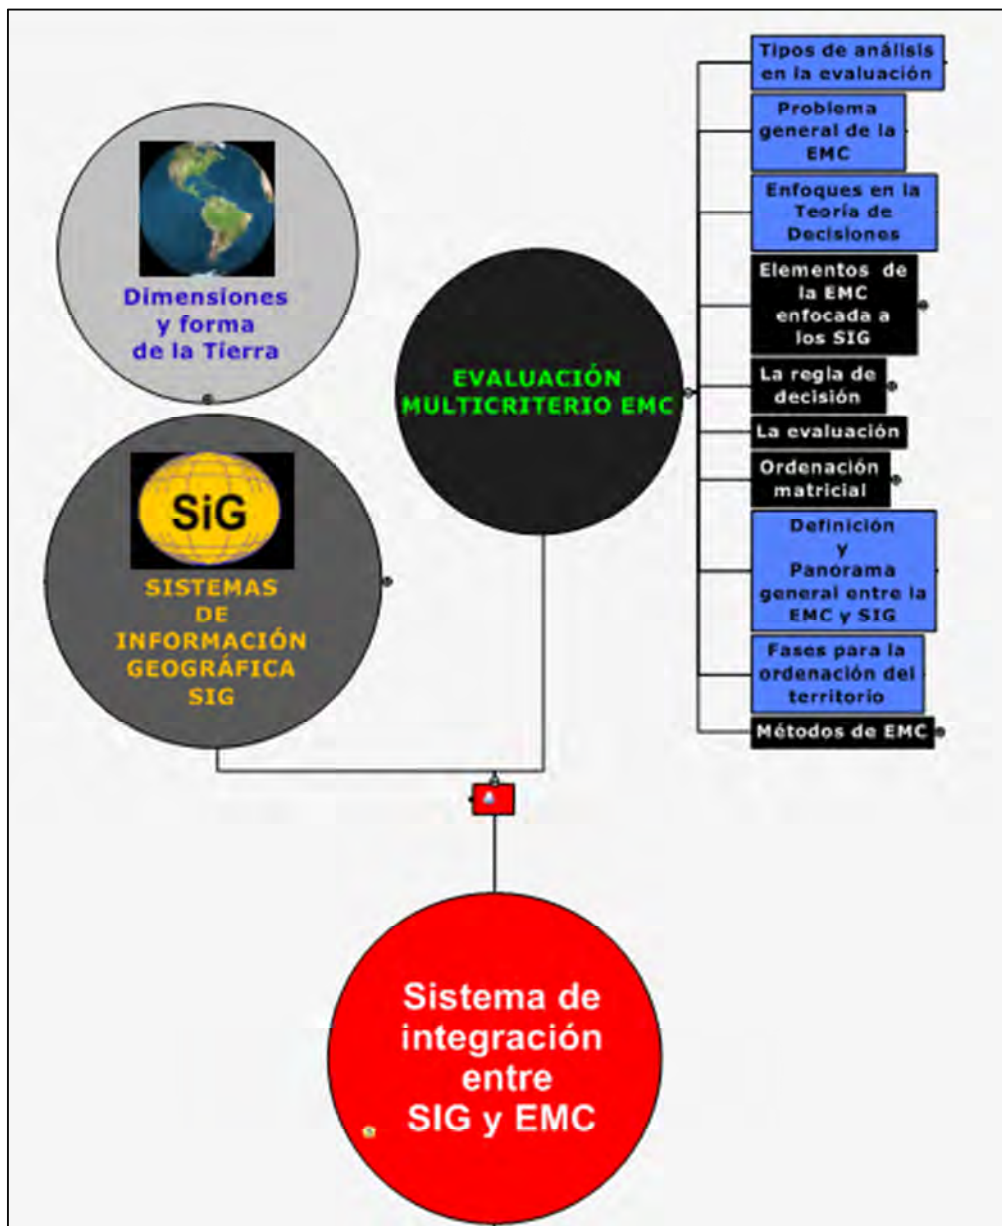 Dimensiones
y forma
de la Tierra
SiG
SISTEMAS
DE
INFORMACIÓN
GEOGRÁFICA
SIG
EVALUACIÓN
MULTICRITERIO EMC
Tipos de análisis
en la evaluación
Problema
general de la
EMC
Enfoques en la
Teoría de
Decisiones
Elementos de
la EMC
enfocada a
los SIG
La regla de
decisión
La evaluación
Ordenación
matricial
Definición
y
Panórama
general entre la
EMC y SIG
Fases para la
ordenación del
territorio
Métodos de EMC
Sistema de
integración
entre
SIG y EMC